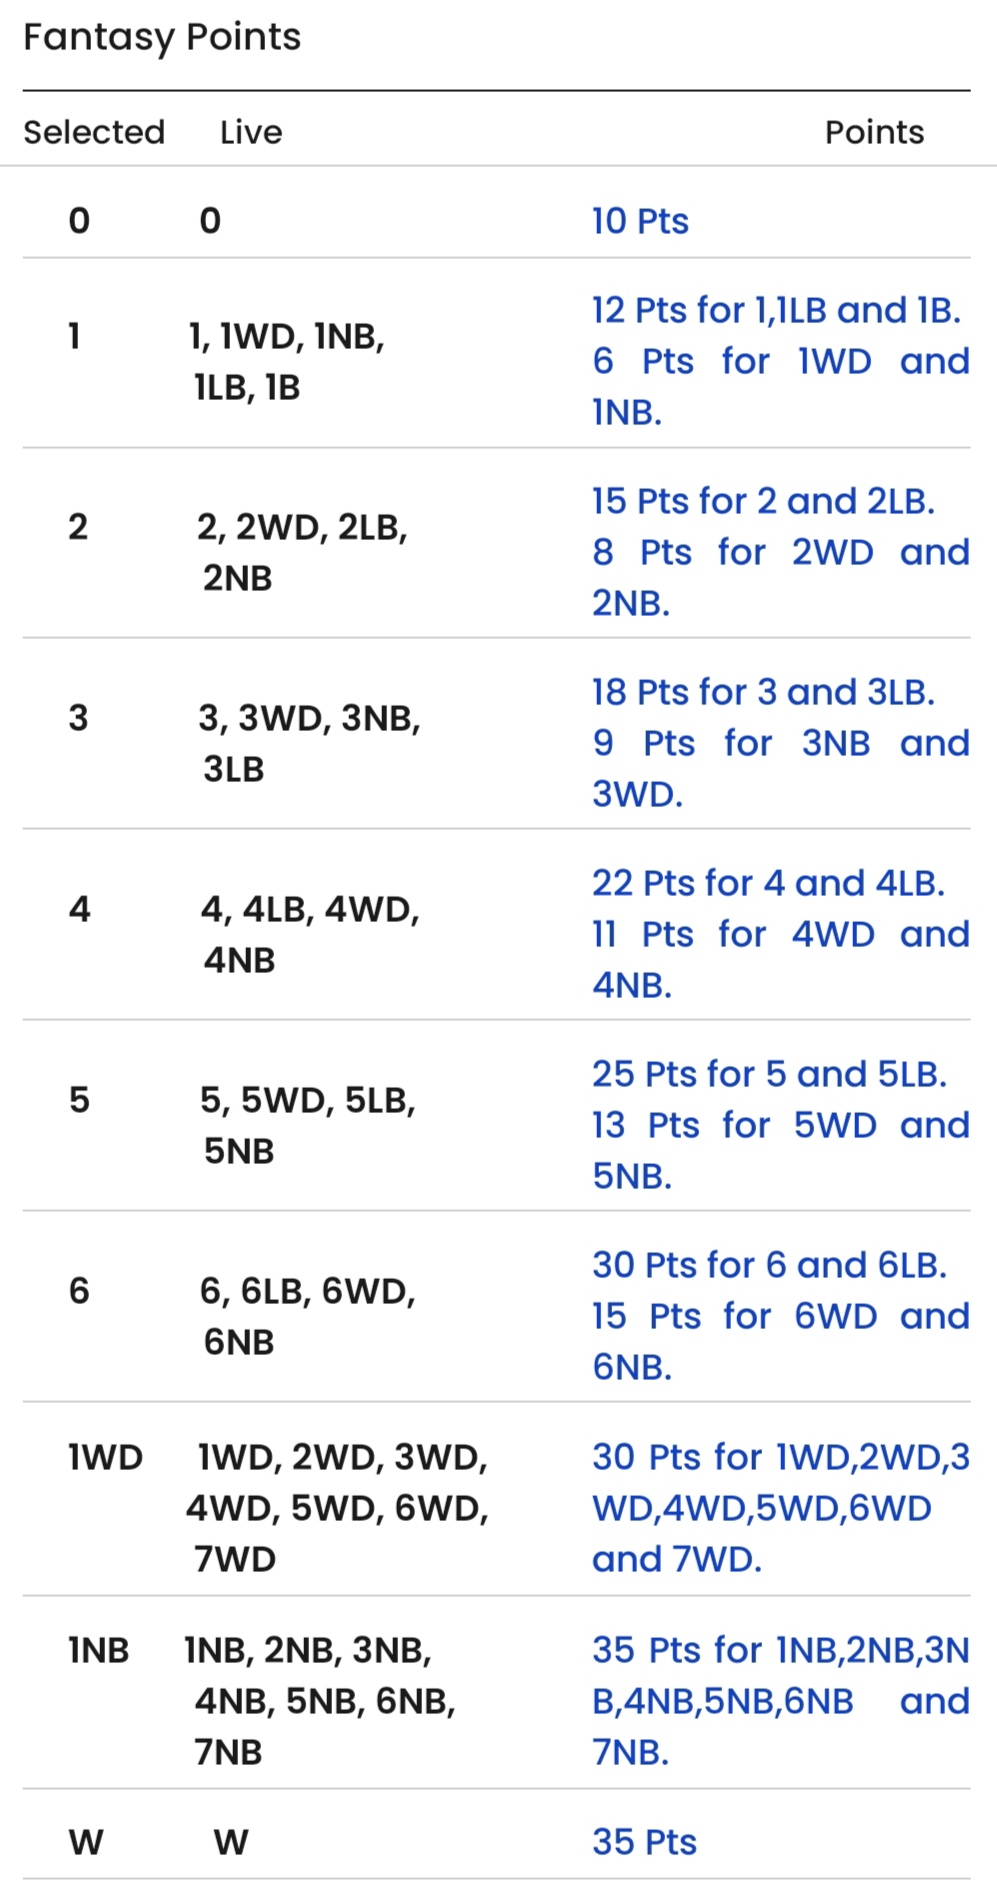 Fantasy Points
Selected Live Points
0 0 10 Pts
12 Pts for 1,1LB and 1B.
1 1, 1WD, 1NB, 6 Pts for 1WD and
1LB, 1B 1NB.
15 Pts for 2 and 2LB.
2 2, 2WD, 2LB, 8 Pts for 2WD and
2NB 2NB.
18 Pts for 3 and 3LB.
3 3, 3WD, 3NB, 9 Pts for 3NB and
3LB 3WD.
22 Pts for 4 and 4LB.
4 4, 4LB, 4WD, 11 Pts for 4WD and
4NB 4NB.
25 Pts for 5 and 5LB.
5 5, 5WD, 5LB, 13 Pts for 5WD and
5NB 5NB.
30 Pts for 6 and 6LB.
6 6, 6LB, 6WD, 15 Pts for 6WD and
6NB 6NB.
1WD 1WD, 2WD, 3WD, 30 Pts for 1WD,2WD,3
4WD, 5WD, 6WD, WD,4WD,5WD,6WD
7WD and 7WD.
1NB 1NB, 2NB, 3NB, 35 Pts for 1NB,2NB,3N
4NB, 5NB, 6NB, B,4NB,5NB,6NB and
7NB 7NB.
W W 35 Pts